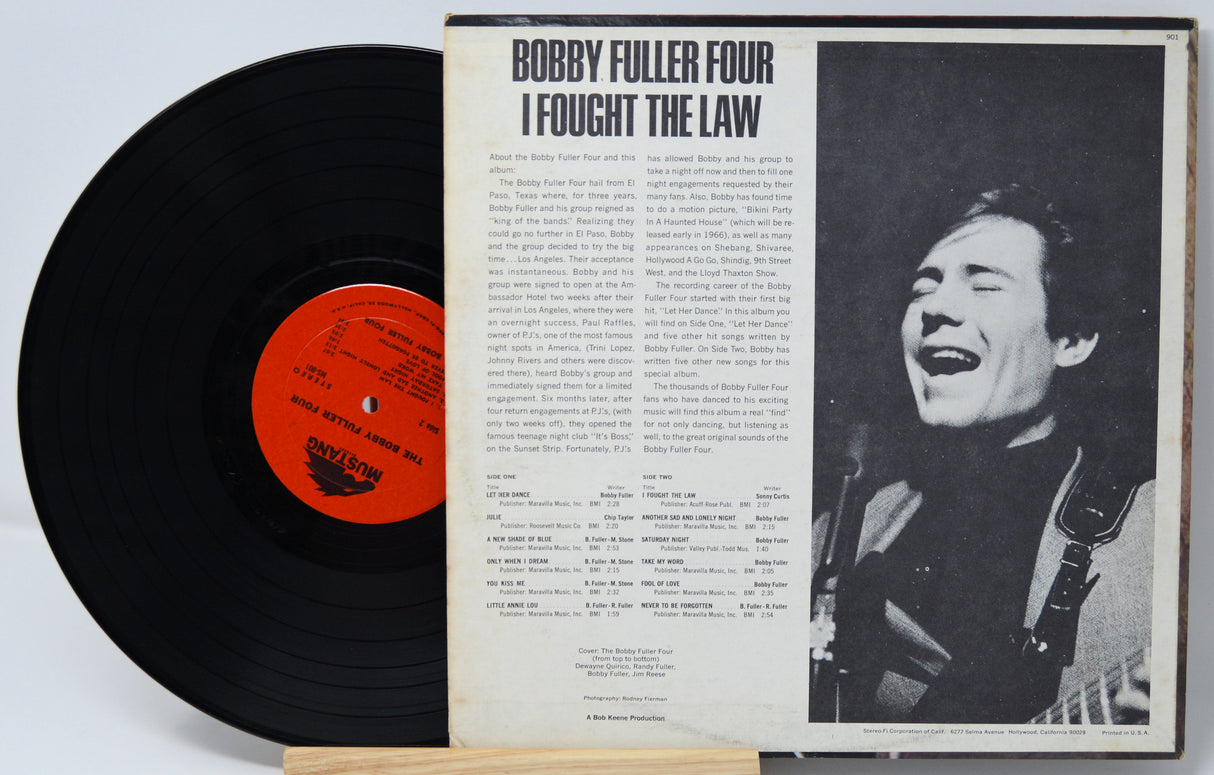 901
BOBBY FULLER FOUR
I FOUGHT THE LAW
About the Bobby Fuller Four and this
album:
The Bobby Fuller Four hail from El
Paso, Texas where, for three years,
Bobby Fuller and his group reigned as
"king of the bands." Realizing they
could go no further in El Paso, Bobby
and the group decided to try the big
time...Los Angeles. Their acceptance
was instantaneous. Bobby and his
group were signed to open at the Am-
bassador Hotel two weeks after their
arrival in Los Angeles, where they were
an overnight success, Paul Raffles,
owner of P.J.'s, one of the most famous
night spots in America, (Trini Lopez,
Johnny Rivers and others were discov-
ered there), heard Bobby's group and
immediately signed them for a limited
engagement. Six months later, after
four return engagements at P.J.'s, (with
only two weeks off), they opened the
famous teenage night club "It's Boss,"
on the Sunset Strip. Fortunately, P.J.'s
has allowed Bobby and his group to
take a night off now and then to fill one
night engagements requested by their
many fans. Also, Bobby has found time
to do a motion picture, "Bikini Party
In A Haunted House" (which will be re-
leased early in 1966), as well as many
appearances on Shebang, Shivaree,
Hollywood A Go Go, Shindig, 9th Street
West, and the Lloyd Thaxton Show.
The recording career of the Bobby
Fuller Four started with their first big
hit, "Let Her Dance." In this album you
will find on Side One, "Let Her Dance"
and five other hit songs written by
Bobby Fuller. On Side Two, Bobby has
written five other new songs for this
special album.
The thousands of Bobby Fuller Four
fans who have danced to his exciting
music will find this album a real "find"
for not only dancing, but listening as
well, to the great original sounds of the
Bobby Fuller Four.
SIDE ONE
Title Writer
LET HER DANCE Bobby Fuller
Publisher: Maravilla Music, Inc. BMI 2:28
JULIE Chip Taylor
Publisher: Roosevelt Music Co. BMI 2:20
A NEW SHADE OF BLUE B. Fuller-M. Stone
Publisher: Maravilla Music, Inc. BMI 2:53
ONLY WHEN I DREAM B. Fuller-M. Stone
Publisher: Maravilla Music, Inc. BMI 2:15
YOU KISS ME B. Fuller-M. Stone
Publisher: Maravilla Music, Inc. BMI 2:32
LITTLE ANNIE LOU B. Fuller-R. Fuller
Publisher: Maravilla Music, Inc. BMI 1:59
SIDE TWO
Title Writer
I FOUGHT THE LAW Sonny Curtis
Publisher: Acuff-Rose Publ. BMI 2:07
ANOTHER SAD AND LONELY NIGHT Bobby Fuller
Publisher: Maravilla Music, Inc. BMI 2:15
SATURDAY NIGHT Bobby Fuller
Publisher: Valley Publ.-Todd Mus. 1:40
TAKE MY WORD Bobby Fuller
Publisher: Maravilla Music, Inc. BMI 2:05
FOOL OF LOVE Bobby Fuller
Publisher: Maravilla Music, Inc. BMI 2:35
NEVER TO BE FORGOTTEN B. Fuller-R. Fuller
Publisher: Maravilla Music, Inc. BMI 2:54
Cover: The Bobby Fuller Four
(from top to bottom)
Dewayne Quirico, Randy Fuller,
Bobby Fuller, Jim Reese
Photography: Rodney Fierman
A Bob Keene Production
Stereo-Fi Corporation of Calif. 6277 Selma Avenue Hollywood, California 90028 Printed in U.S.A.
MUSTANG
THE BOBBY FULLER FOUR
Side 2
STEREO
I FOUGHT THE LAW
BOBBY FULLER FOUR